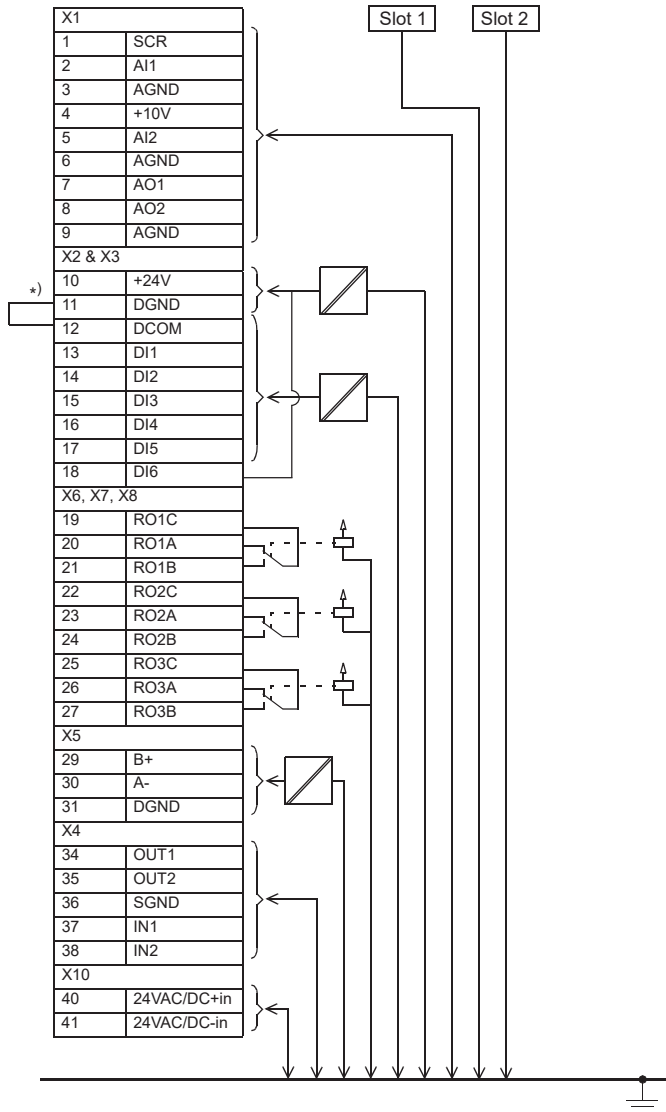 Slot 1 Slot 2
X1
1 SCR
2 AI1
3 AGND
4 +10V
5 AI2
6 AGND
7 AO1
8 AO2
9 AGND
X2 & X3
10 +24V
*)
11 DGND
12 DCOM
13 DI1
14 DI2
15 DI3
16 DI4
17 DI5
18 DI6
X6, X7, X8
19 RO1C
20 RO1A
21 RO1B
22 RO2C
23 RO2A
24 RO2B
25 RO3C
26 RO3A
27 RO3B
X5
29 B+
30 A-
31 DGND
X4
34 OUT1
35 OUT2
36 SGND
37 IN1
38 IN2
X10
40 24VAC/DC+in
41 24VAC/DC-in